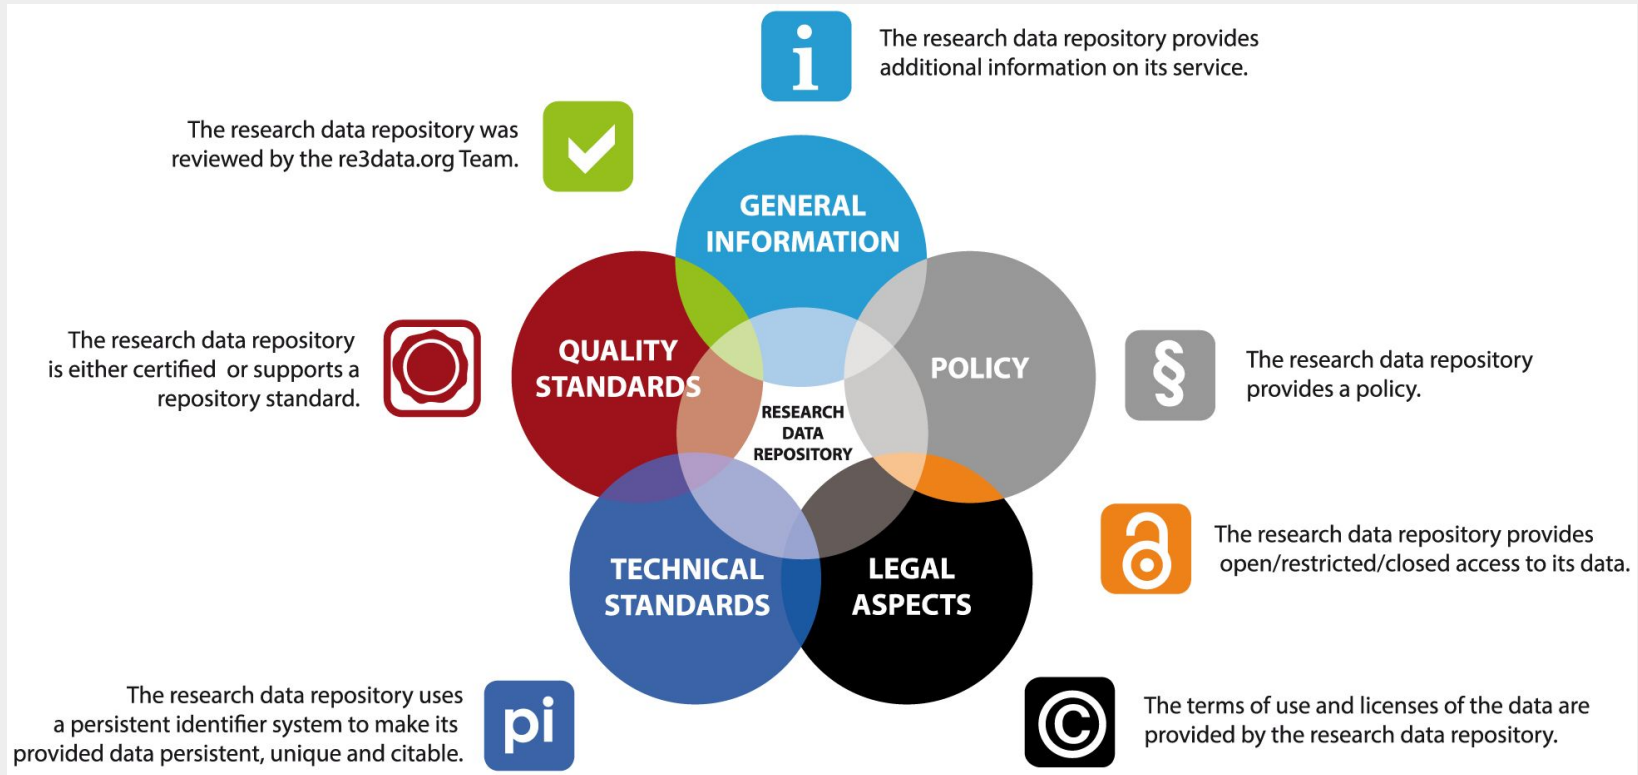 i
The research data repository provides
additional information on its service.
The research data repository was
reviewed by the re3data.org Team.
GENERAL
INFORMATION
The research data repository
is either certified or supports a
repository standard.
QUALITY
STANDARDS
POLICY
§
The research data repository
provides a policy.
RESEARCH
DATA
REPOSITORY
The research data repository provides
open/restricted/closed access to its data.
TECHNICAL
STANDARDS
LEGAL
ASPECTS
The research data repository uses
a persistent identifier system to make its
provided data persistent, unique and citable.
pi
©
The terms of use and licenses of the data are
provided by the research data repository.